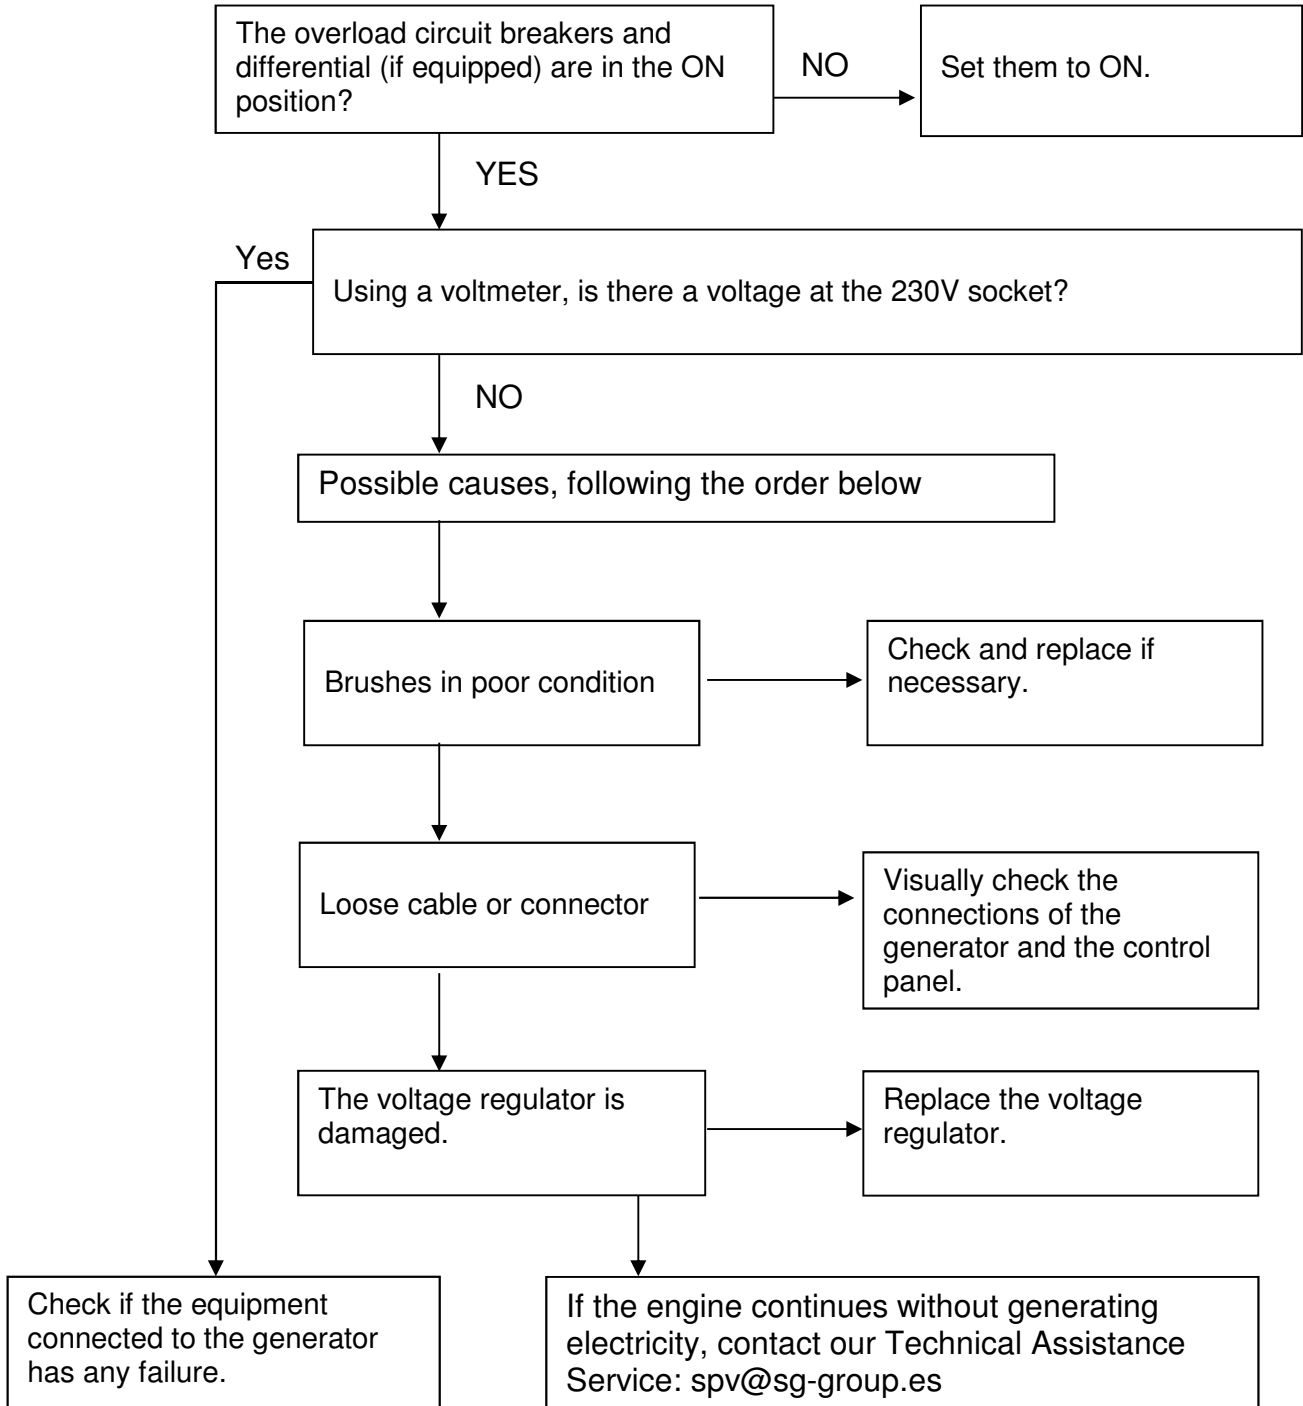 The overload circuit breakers and
differential (if equipped) are in the ON
position?
NO
Set them to ON.
YES
Yes
Using a voltmeter, is there a voltage at the 230V socket?
NO
Possible causes, following the order below
Brushes in poor condition
Check and replace if
necessary.
Loose cable or connector
Visually check the
connections of the
generator and the control
panel.
The voltage regulator is
damaged.
Replace the voltage
regulator.
Check if the equipment
connected to the generator
has any failure.
If the engine continues without generating
electricity, contact our Technical Assistance
Service: spv@sg-group.es